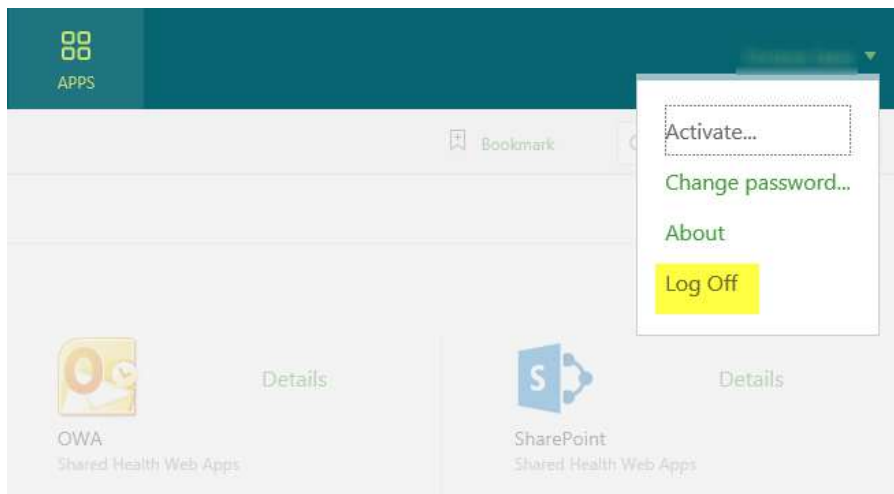 APPS
Bookmark
Activate...
Change password...
About
Log Off
Details
Details
OWA
SharePoint
Shared Health Web Apps
Shared Health Web Apps